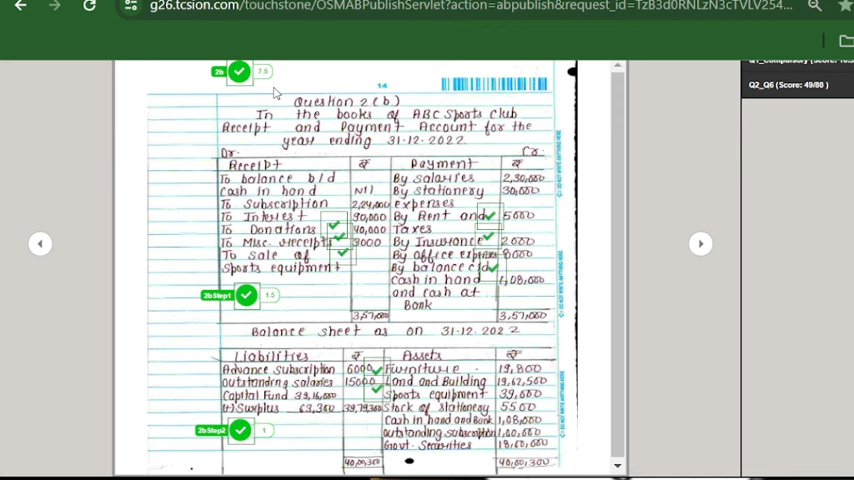 g26.tcsion.com/touchstone/OSMABPublishServlet?action=abpublish&request_id=TzB3d0RNLzNcTVLV254...
Q2_Q6 (Score: 49/80 )
2b 7.5
14
Question 2 (b)
In the books of ABC Sports Club
Receipt and Payment Account for the
year ending 31-12-2022
Dr. Cr.
Receipt ₹ Payment ₹
To balance b/d By salaries 2,30,000
Cash in hand Nil By stationery 30,000
To Subscription 2,24,000 expenses
To Interest 90,000 By Rent and 5000
To Donations 40,000 Taxes
To Misc. receipts 3000 By Insurance 2000
To sale of By office expenses 8000
sports equipment By balance c/d
Cash in hand 1,08,000
2bStep1 1.5 and cash at
Bank
3,57,000 3,57,000
Balance sheet as on 31-12-2022
Liabilities ₹ Assets ₹
Advance Subscription 6000 Furniture 19,800
Outstanding salaries 15000 Land and Building 19,62,500
Capital Fund 39,16,000 Sports equipment 39,000
(+) Surplus 63,300 39,79,300 Stock of stationery 5500
Cash in hand and Bank 1,08,000
2bStep2 1 Outstanding subscription 1,00,000
Govt. Securities 18,60,000
40,00,300 40,00,300